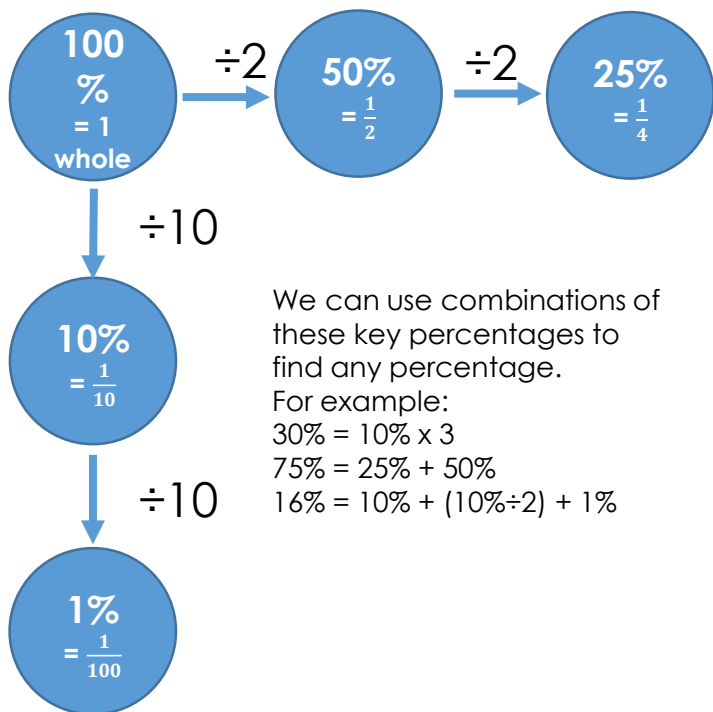 100
%
= 1
whole
÷2
50%
= 1/2
÷2
25%
= 1/4
÷10
10%
= 1/10
We can use combinations of
these key percentages to
find any percentage.
For example:
30% = 10% x 3
75% = 25% + 50%
16% = 10% + (10%÷2) + 1%
÷10
1%
= 1/100